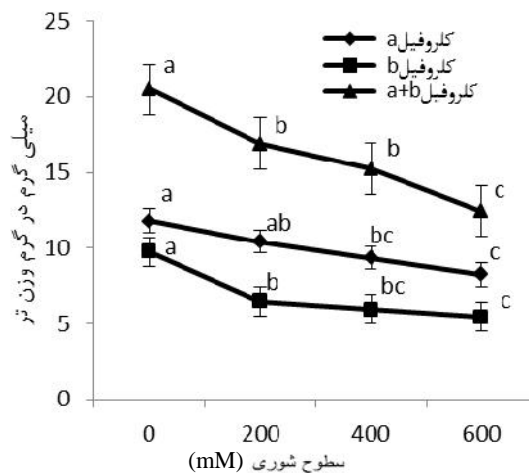 25
20
15
10
5
0
میلی گرم در گرم وزن تر
کلروفیل a
کلروفیل b
کلروفیل a+b
a
b
b
c
a
ab
bc
c
a
b
bc
c
0 200 400 600
سطوح شوری (mM)